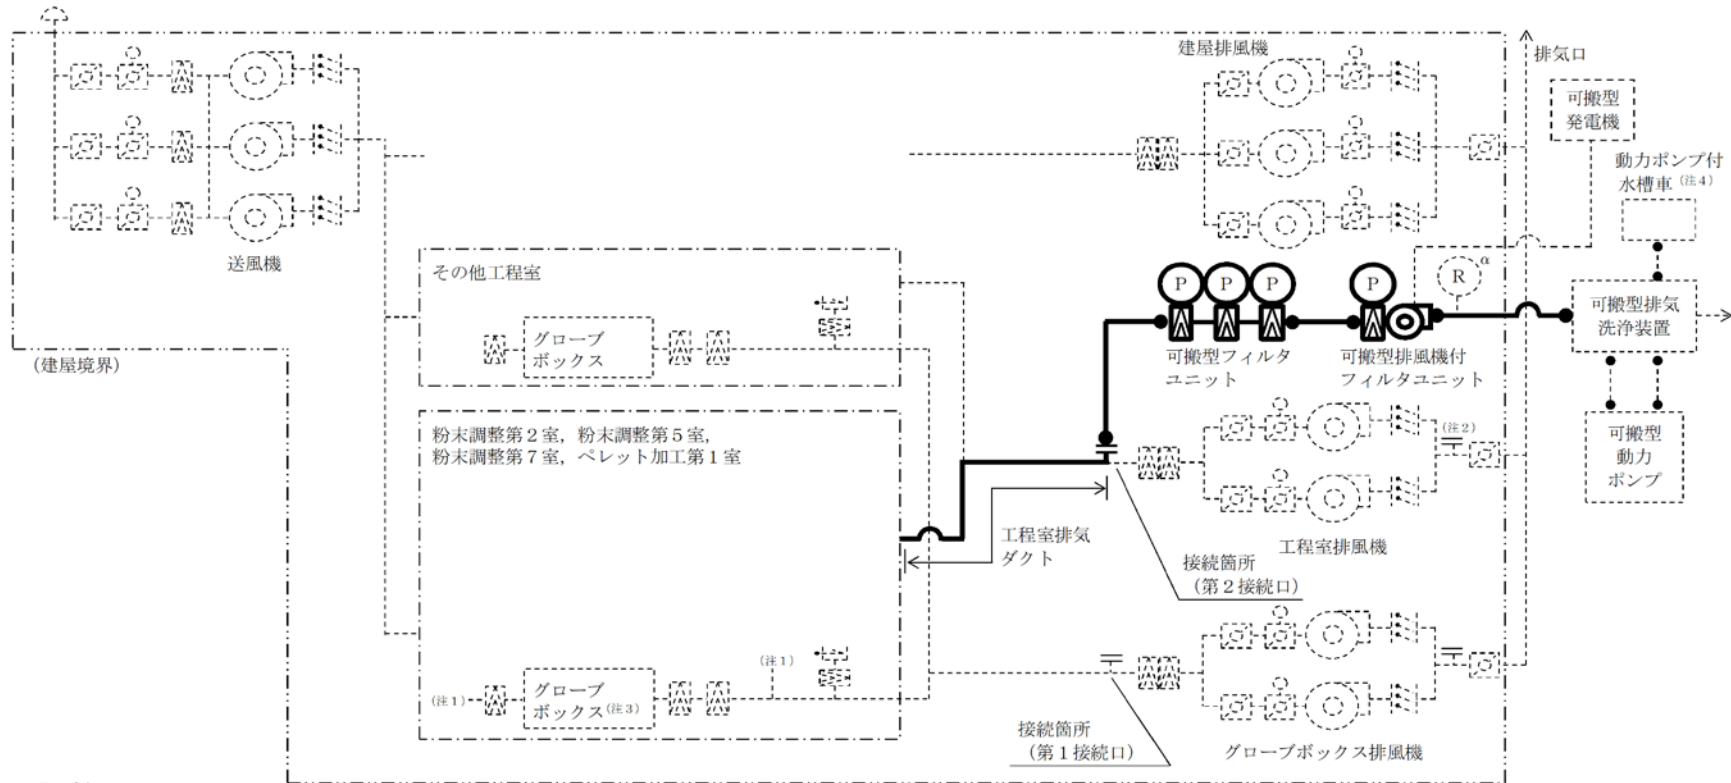 建屋排風機
排気口
可搬型
発電機
動力ポンプ付
水槽車(注4)
送風機
その他工程室
グローブ
ボックス
(建屋境界)
P
P
P
P
R
α
可搬型フィルタ
ユニット
可搬型排風機付
フィルタユニット
可搬型排気
洗浄装置
粉末調整第2室,粉末調整第5室,
粉末調整第7室,ペレット加工第1室
(注2)
可搬型
動力
ポンプ
工程室排気
ダクト
工程室排風機
接続箇所
(第2接続口)
(注1)
(注1)
グローブ
ボックス(注3)
接続箇所
(第1接続口)
グローブボックス排風機